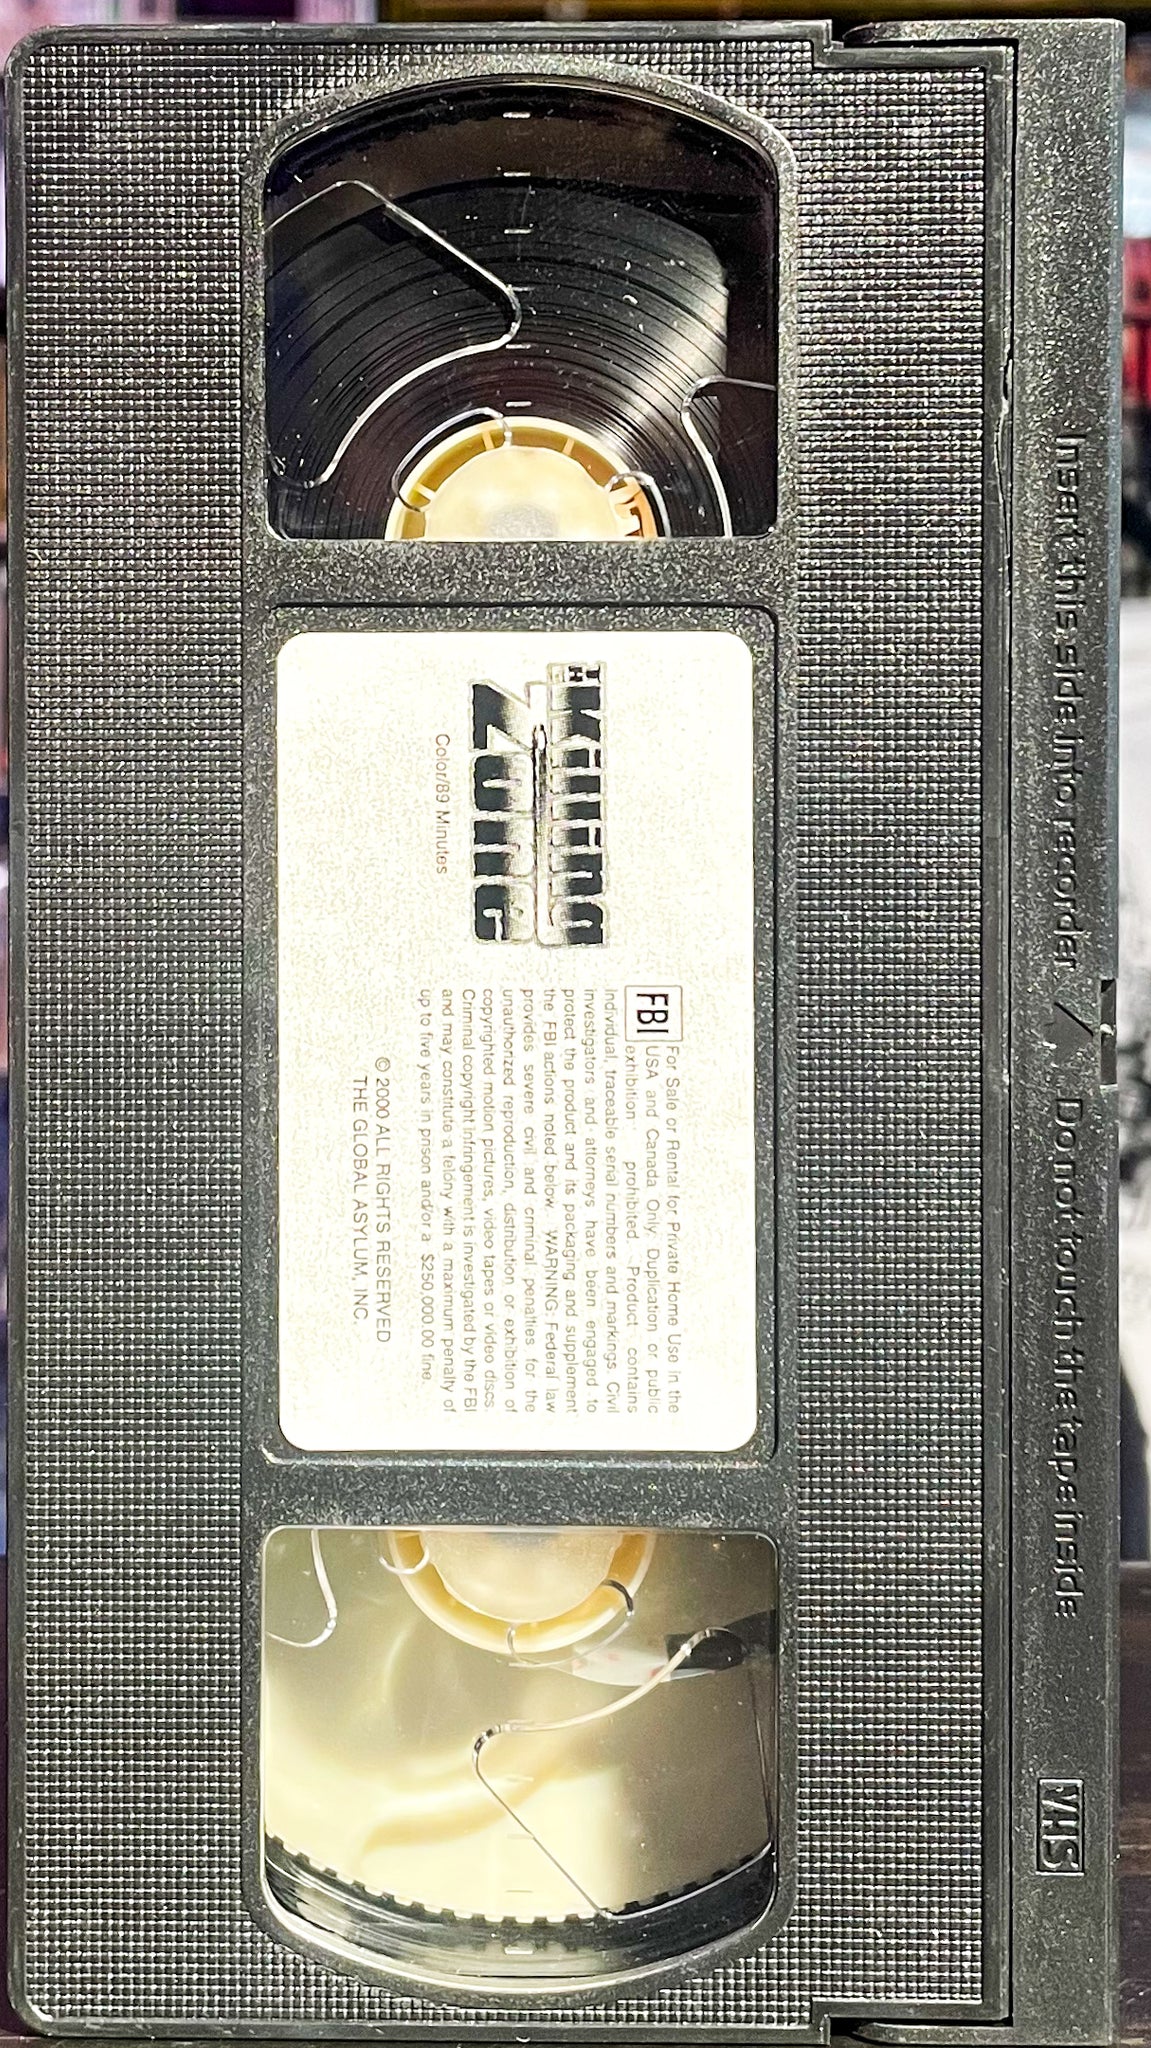 THE Killing
Zone
Color/89 Minutes
FBI
For Sale or Rental for Private Home Use in the
USA and Canada Only. Duplication or public
exhibition prohibited. Product contains
individual, traceable serial numbers and markings. Civil
investigators and attorneys have been engaged to
protect the product and its packaging and supplement
the FBI actions noted below. WARNING: Federal law
provides severe civil and criminal penalties for the
unauthorized reproduction, distribution or exhibition of
copyrighted motion pictures, video tapes or video discs.
Criminal copyright infringement is investigated by the FBI
and may constitute a felony with a maximum penalty of
up to five years in prison and/or a $250,000.00 fine.
© 2000 ALL RIGHTS RESERVED
THE GLOBAL ASYLUM, INC.
Insert this side into recorder / Do not touch the tape inside
VHS